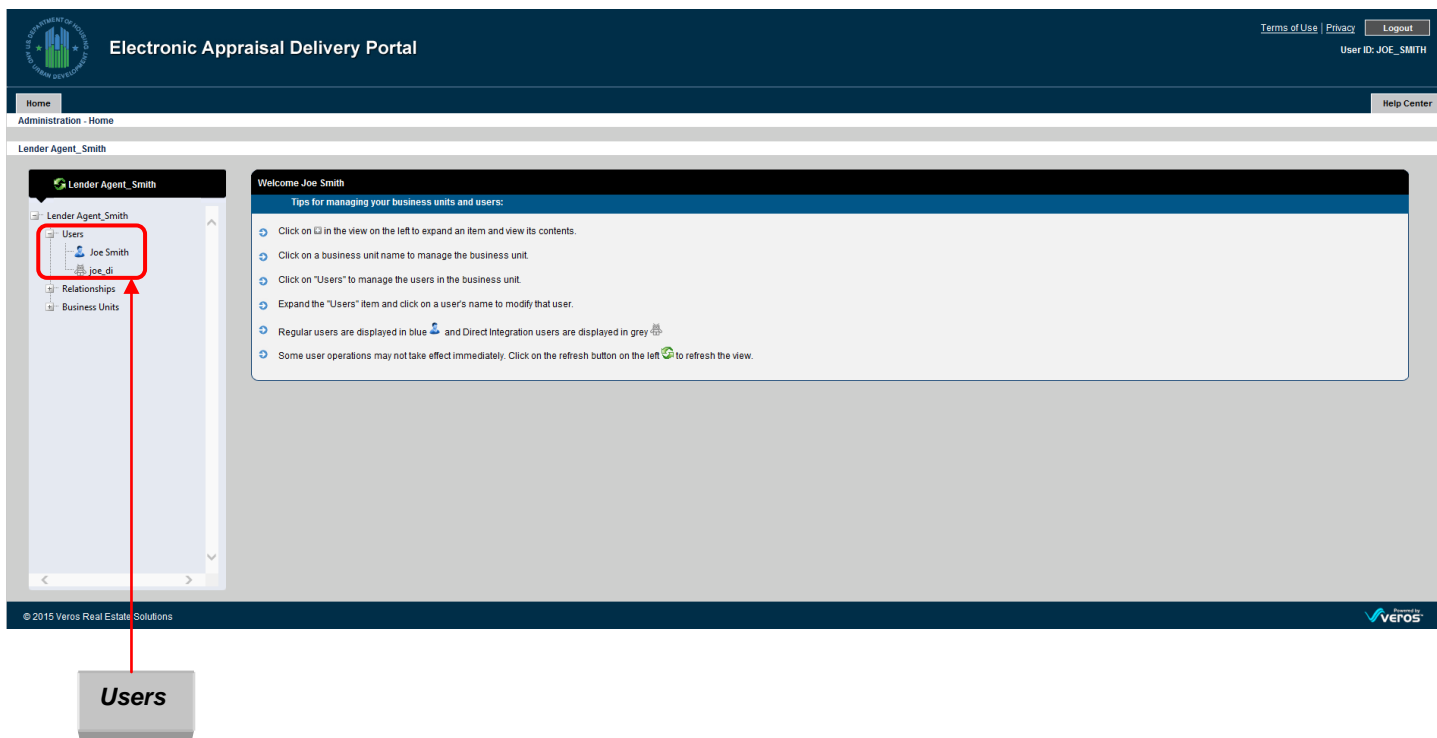 US DEPARTMENT OF HOUSING AND URBAN DEVELOPMENT
Electronic Appraisal Delivery Portal
Terms of Use | Privacy Logout
User ID: JOE_SMITH
Home
Help Center
Administration - Home
Lender Agent_Smith
Lender Agent_Smith
Lender Agent_Smith
Users
Joe Smith
joe_di
Relationships
Business Units
Welcome Joe Smith
Tips for managing your business units and users:
Click on in the view on the left to expand an item and view its contents.
Click on a business unit name to manage the business unit.
Click on "Users" to manage the users in the business unit.
Expand the "Users" item and click on a user's name to modify that user.
Regular users are displayed in blue and Direct Integration users are displayed in grey
Some user operations may not take effect immediately. Click on the refresh button on the left to refresh the view.
© 2015 Veros Real Estate Solutions
Powered by
veros
Users